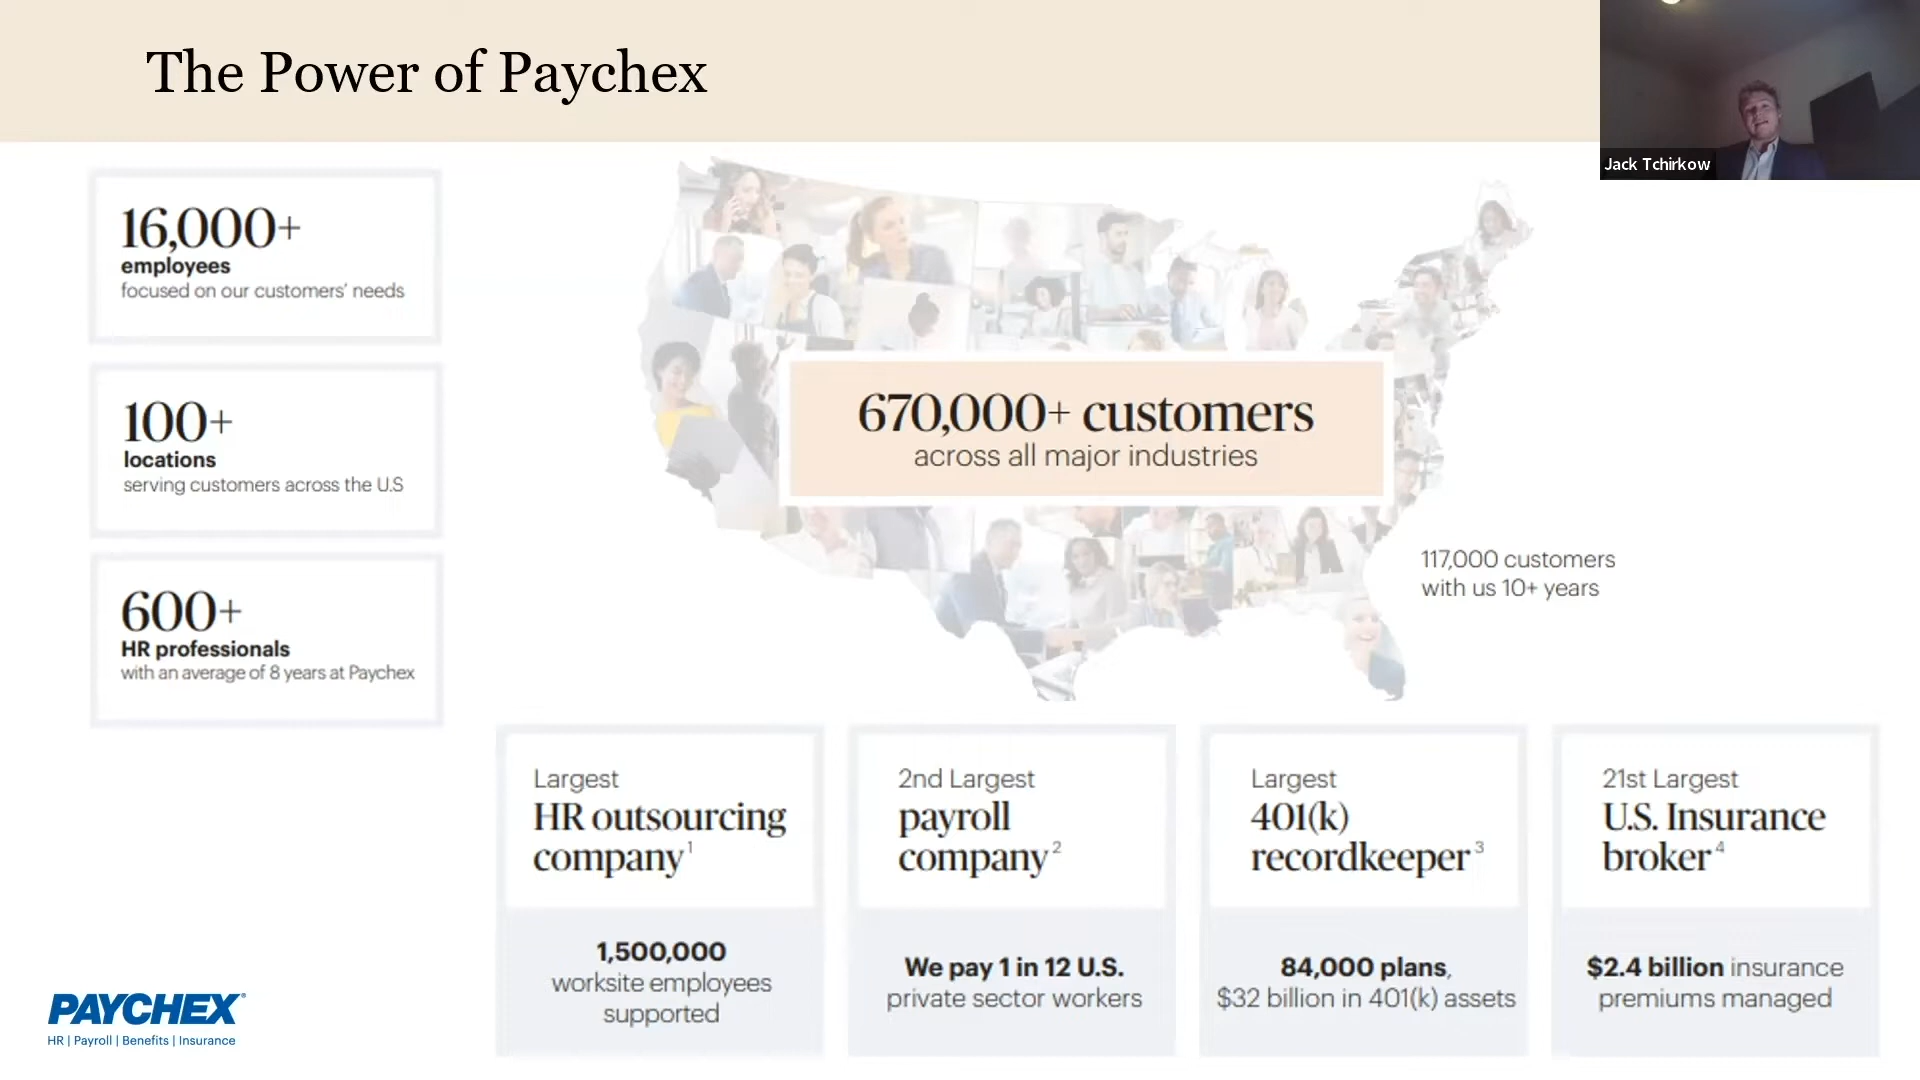 The Power of Paychex
Jack Tchirkow
16,000+
employees
focused on our customers' needs
100+
locations
serving customers across the U.S
600+
HR professionals
with an average of 8 years at Paychex
670,000+ customers
across all major industries
117,000 customers
with us 10+ years
Largest
HR outsourcing
company¹
1,500,000
worksite employees
supported
2nd Largest
payroll
company²
We pay 1 in 12 U.S.
private sector workers
Largest
401(k)
recordkeeper³
84,000 plans,
$32 billion in 401(k) assets
21st Largest
U.S. Insurance
broker⁴
$2.4 billion insurance
premiums managed
PAYCHEX®
HR | Payroll | Benefits | Insurance